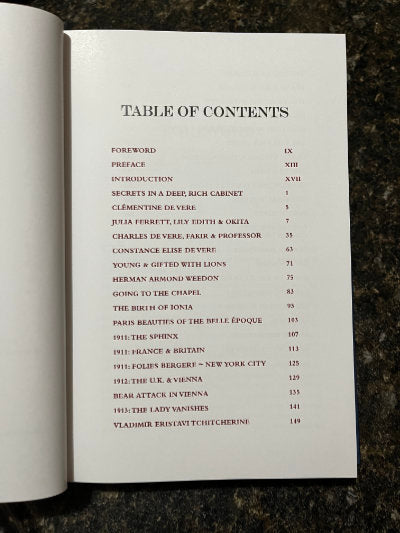 TABLE OF CONTENTS
FOREWORD IX
PREFACE XIII
INTRODUCTION XVII
SECRETS IN A DEEP, RICH CABINET 1
CLÉMENTINE DE VERE 5
JULIA FERRETT, LILY EDITH & OKITA 7
CHARLES DE VERE, FAKIR & PROFESSOR 35
CONSTANCE ELISE DE VERE 63
YOUNG & GIFTED WITH LIONS 71
HERMAN ARMOND WEEDON 75
GOING TO THE CHAPEL 83
THE BIRTH OF IONIA 95
PARIS BEAUTIES OF THE BELLE ÉPOQUE 103
1911: THE SPHINX 107
1911: FRANCE & BRITAIN 113
1911: FOLIES BERGERE ~ NEW YORK CITY 125
1912: THE U.K. & VIENNA 129
BEAR ATTACK IN VIENNA 135
1913: THE LADY VANISHES 141
VLADIMIR ERISTAVI TCHITCHERINE 149